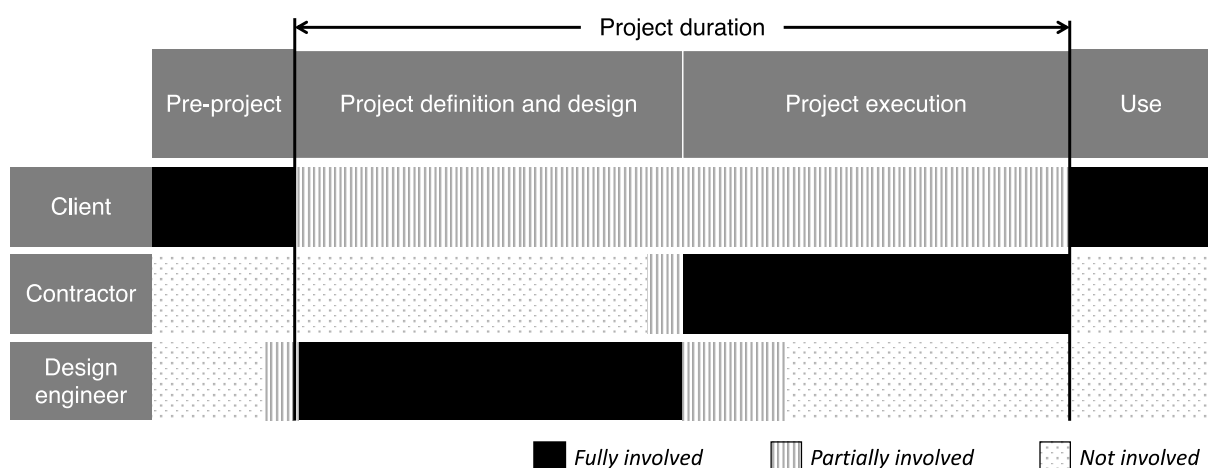 Project duration
Pre-project
Project definition and design
Project execution
Use
Client
Contractor
Design
engineer
Fully involved
Partially involved
Not involved